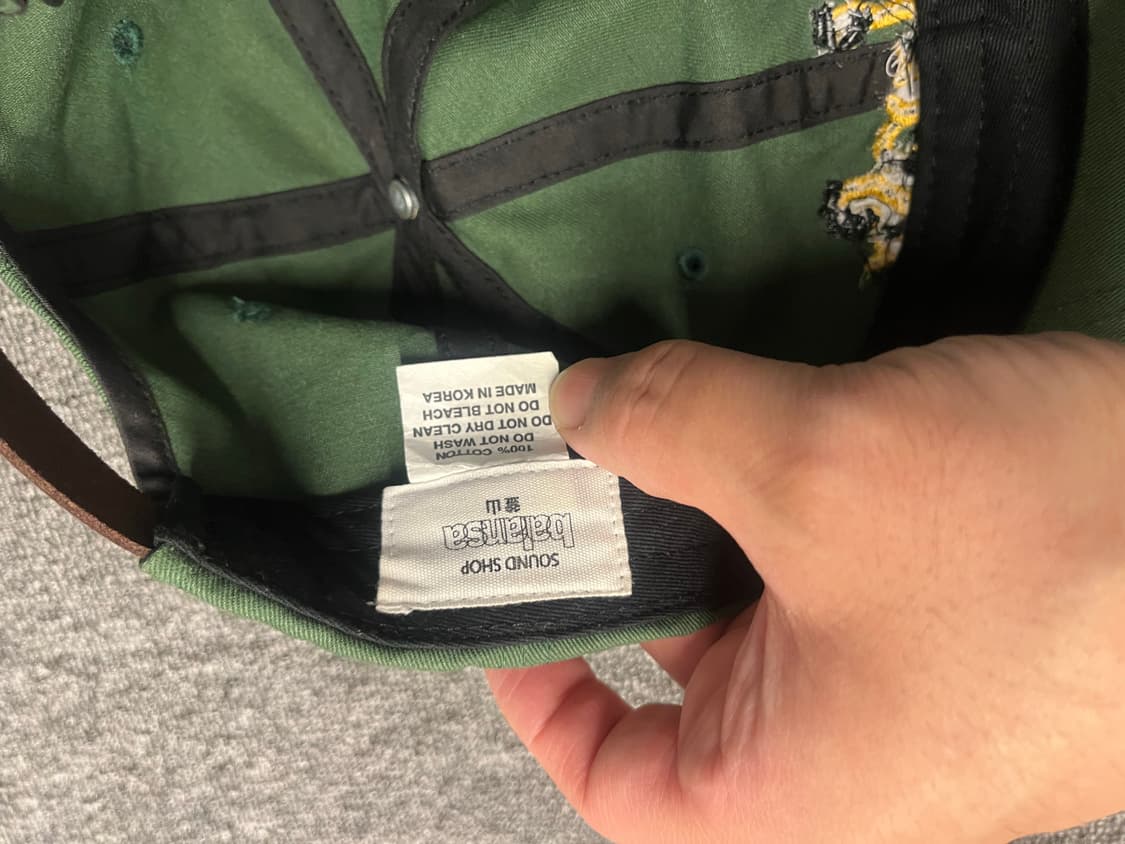 SOUND SHOP
balansa
釜山
100% COTTON
DO NOT WASH
DO NOT DRY CLEAN
DO NOT BLEACH
MADE IN KOREA